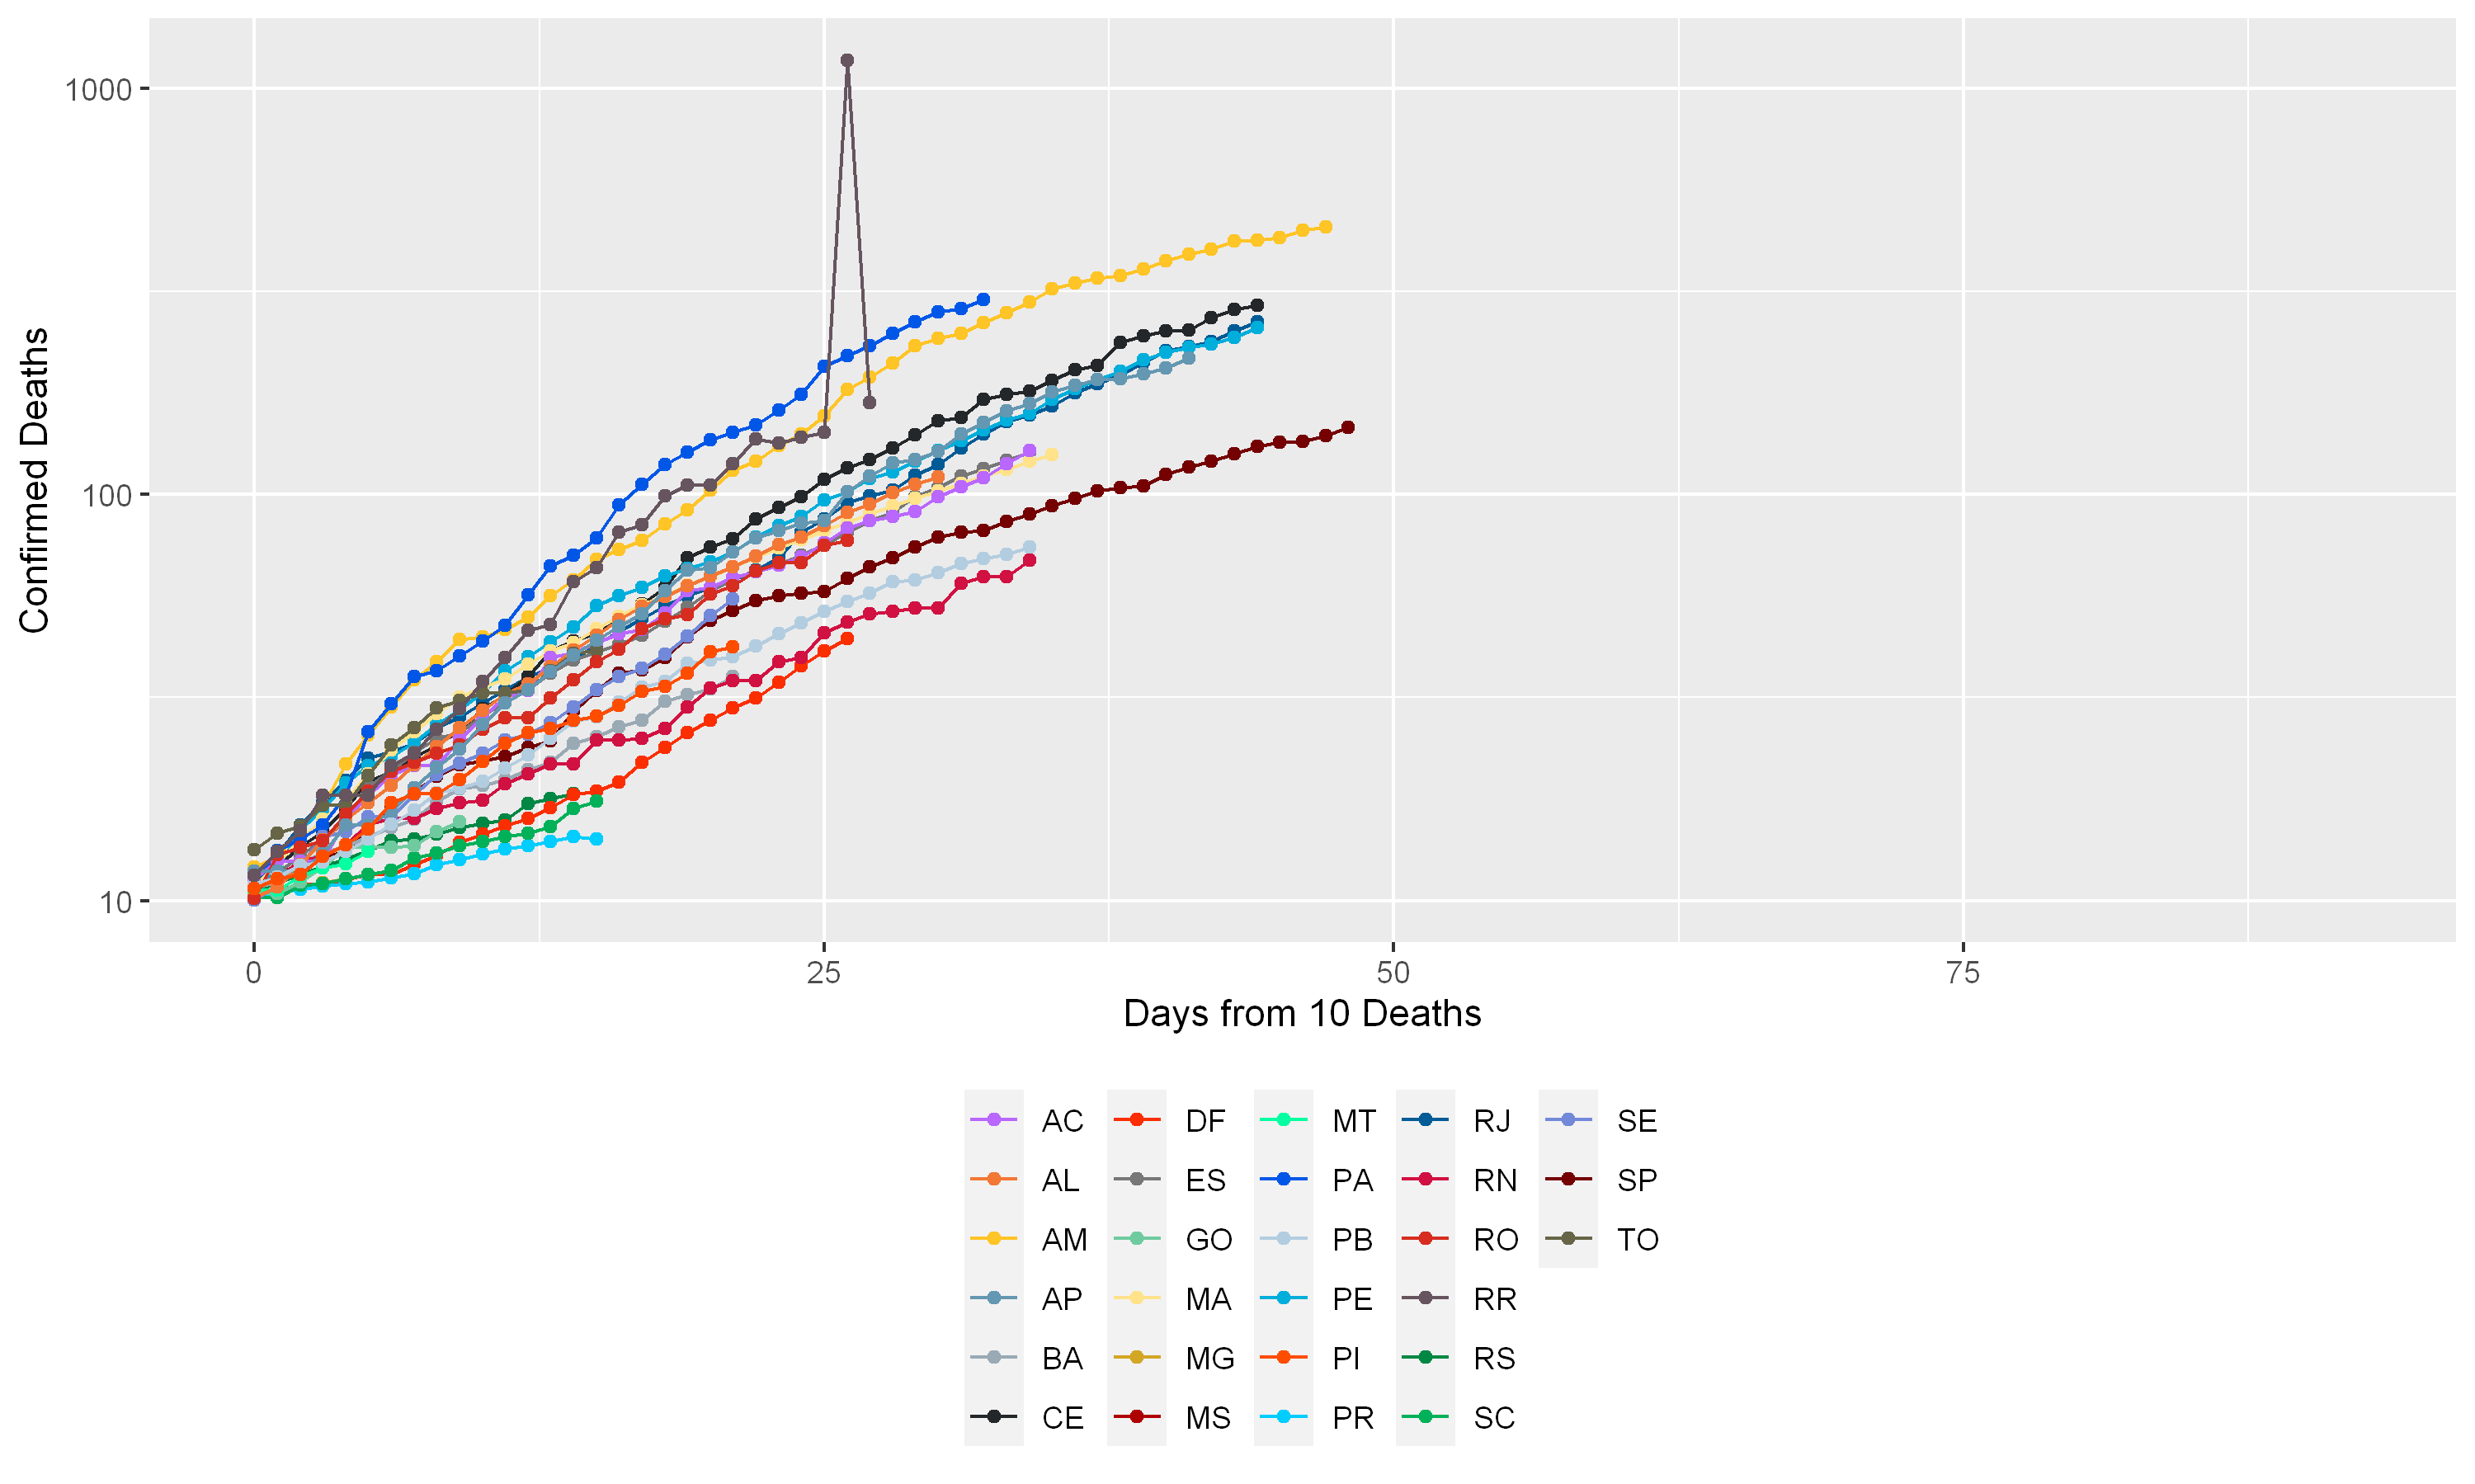 1000
100
10
Confirmed Deaths
0 25 50 75
Days from 10 Deaths
AC DF MT RJ SE
AL ES PA RN SP
AM GO PB RO TO
AP MA PE RR
BA MG PI RS
CE MS PR SC